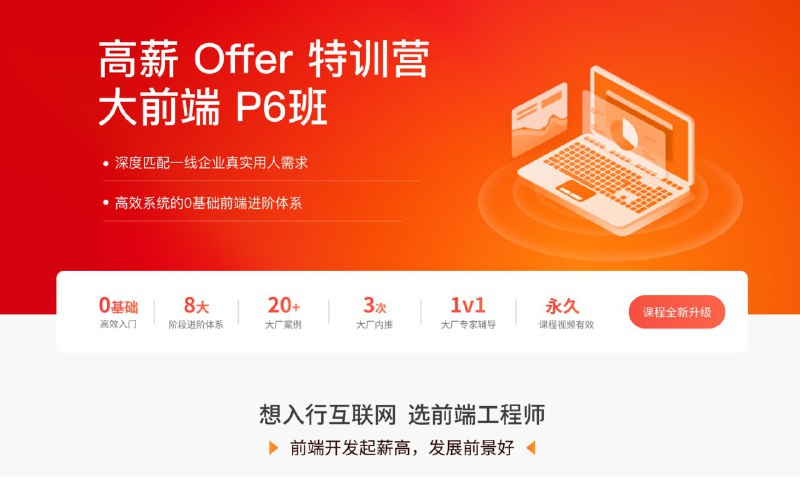 高薪 Offer 特训营
大前端 P6班
• 深度匹配一线企业真实用人需求
• 高效系统的0基础前端进阶体系
0基础
高效入门
8大
阶段进阶体系
20+
大厂案例
3次
大厂内推
1v1
大厂专家辅导
永久
课程视频有效
课程全新升级
想入行互联网 选前端工程师
前端开发起薪高，发展前景好